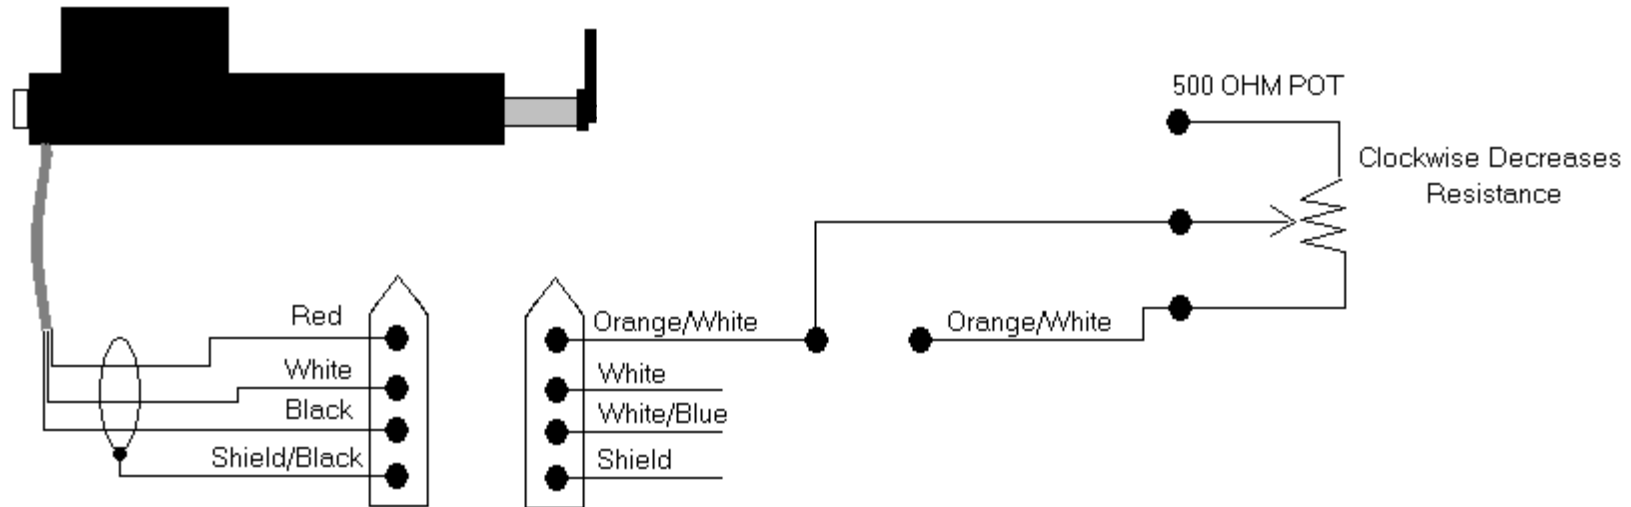 500 OHM POT
Clockwise Decreases
Resistance
Red
White
Black
Shield/Black
Orange/White
White
White/Blue
Shield
Orange/White